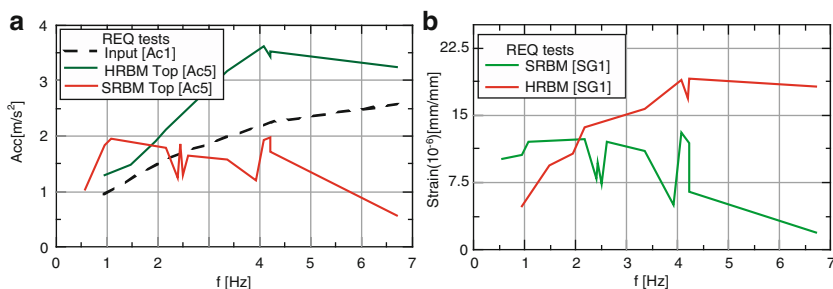 a
REQ tests
Input [Ac1]
HRBM Top [Ac5]
SRBM Top [Ac5]
Acc[m/s²]
4
3
2
1
0
0 1 2 3 4 5 6 7
f [Hz]
b
REQ tests
SRBM [SG1]
HRBM [SG1]
Strain(10⁻⁶)[mm/mm]
22.5
15
7.5
0
0 1 2 3 4 5 6 7
f [Hz]